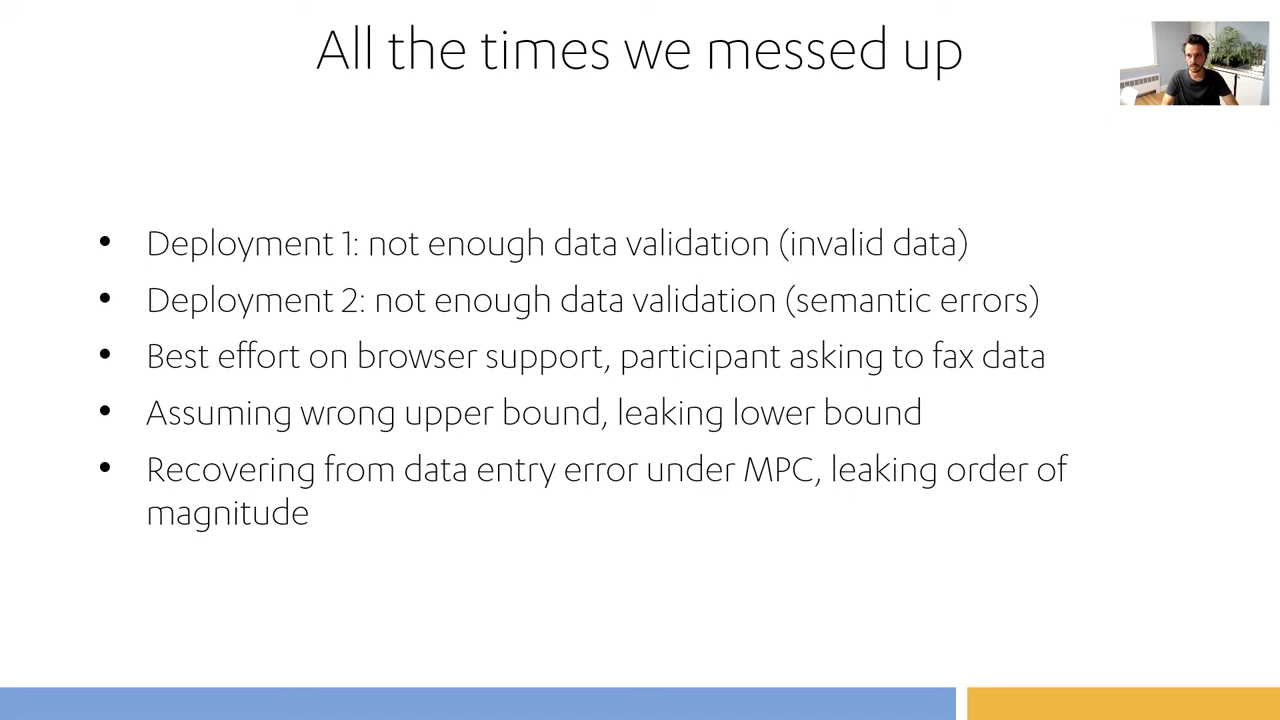 All the times we messed up
• Deployment 1: not enough data validation (invalid data)
• Deployment 2: not enough data validation (semantic errors)
• Best effort on browser support, participant asking to fax data
• Assuming wrong upper bound, leaking lower bound
• Recovering from data entry error under MPC, leaking order of
magnitude